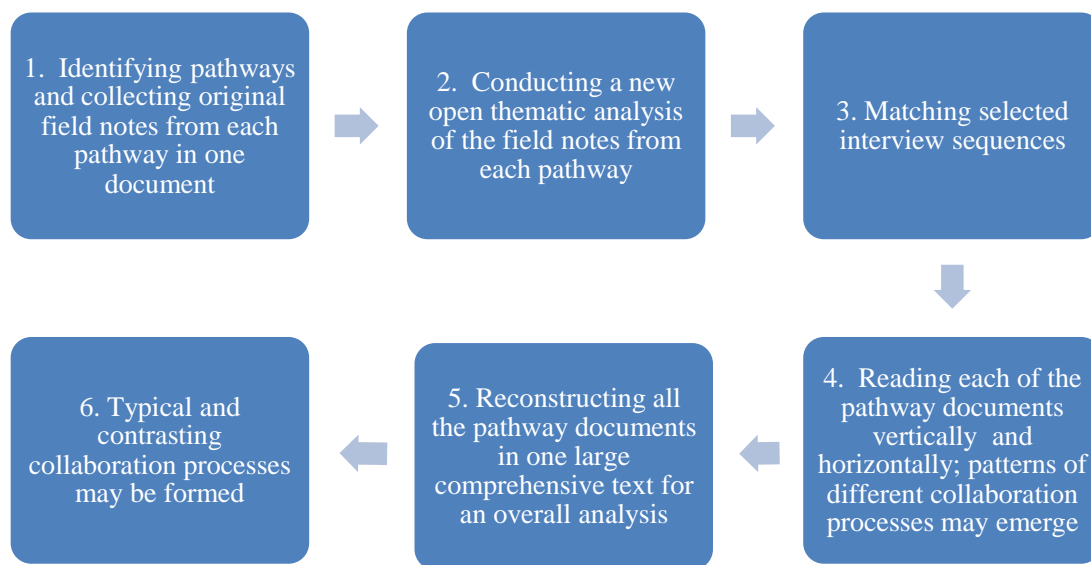 1.  Identifying pathways
and collecting original
field notes from each
pathway in one
document
2.  Conducting a new
open thematic analysis
of the field notes from
each pathway
3. Matching selected
interview sequences
4.  Reading each of the
pathway documents
vertically  and
horizontally; patterns of
different collaboration
processes may emerge
5. Reconstructing all
the pathway documents
in one large
comprehensive text for
an overall analysis
6. Typical and
contrasting
collaboration processes
may be formed